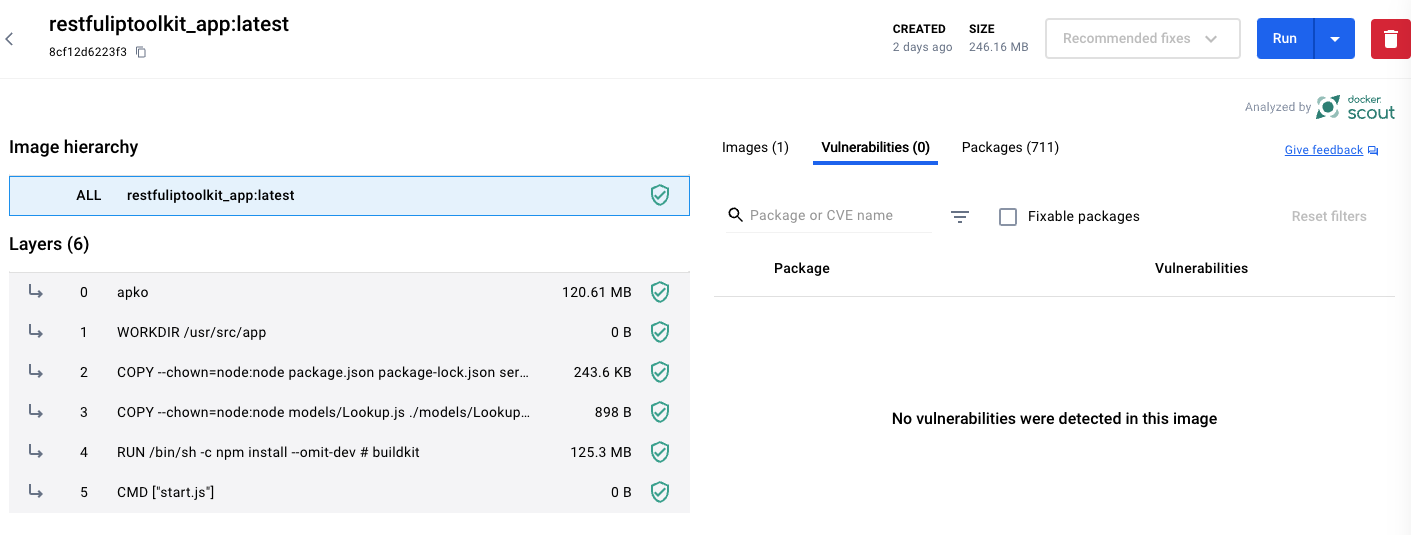 restfuliptoolkit_app:latest
8cf12d6223f3
CREATED
2 days ago
SIZE
246.16 MB
Recommended fixes
Run
Analyzed by docker scout
Image hierarchy
ALL restfuliptoolkit_app:latest
Layers (6)
0 apko 120.61 MB
1 WORKDIR /usr/src/app 0 B
2 COPY --chown=node:node package.json package-lock.json ser… 243.6 KB
3 COPY --chown=node:node models/Lookup.js ./models/Lookup… 898 B
4 RUN /bin/sh -c npm install --omit-dev # buildkit 125.3 MB
5 CMD ["start.js"] 0 B
Images (1) Vulnerabilities (0) Packages (711)
Give feedback
Package or CVE name
Fixable packages
Reset filters
Package Vulnerabilities
No vulnerabilities were detected in this image